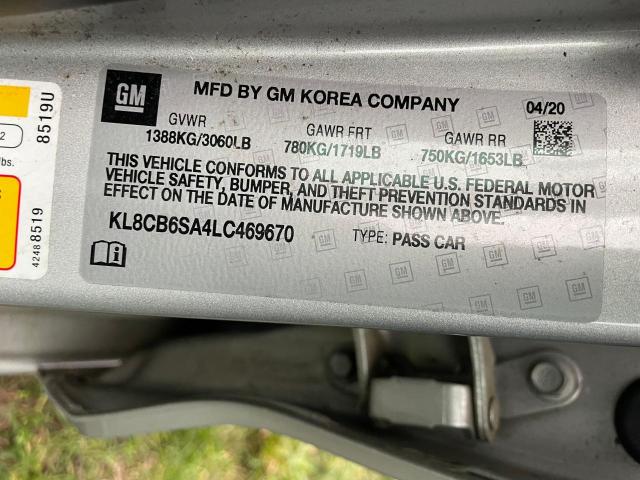 GM
MFD BY GM KOREA COMPANY
04/20
GVWR
GAWR FRT
GAWR RR
1388KG/3060LB
780KG/1719LB
750KG/1653LB
THIS VEHICLE CONFORMS TO ALL APPLICABLE U.S. FEDERAL MOTOR
VEHICLE SAFETY, BUMPER, AND THEFT PREVENTION STANDARDS IN
EFFECT ON THE DATE OF MANUFACTURE SHOWN ABOVE.
KL8CB6SA4LC469670
TYPE: PASS CAR
8519U
2
lbs.
42488519